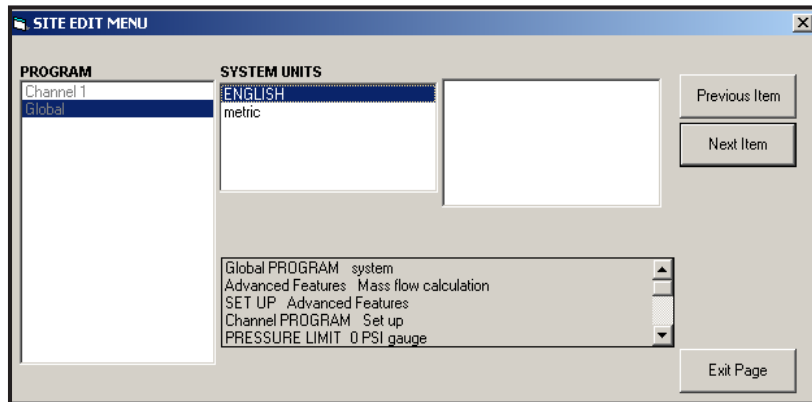 SITE EDIT MENU
PROGRAM
Channel 1
Global
SYSTEM UNITS
ENGLISH
metric
Previous Item
Next Item
Global PROGRAM system
Advanced Features Mass flow calculation
SET UP Advanced Features
Channel PROGRAM Set up
PRESSURE LIMIT 0 PSI gauge
Exit Page